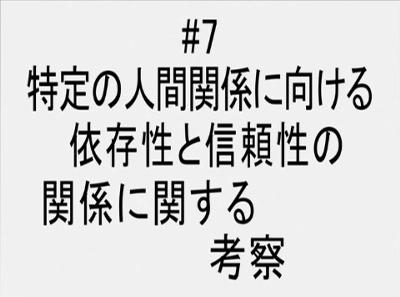 #7
特定の人間関係に向ける
依存性と信頼性の
関係に関する
考察